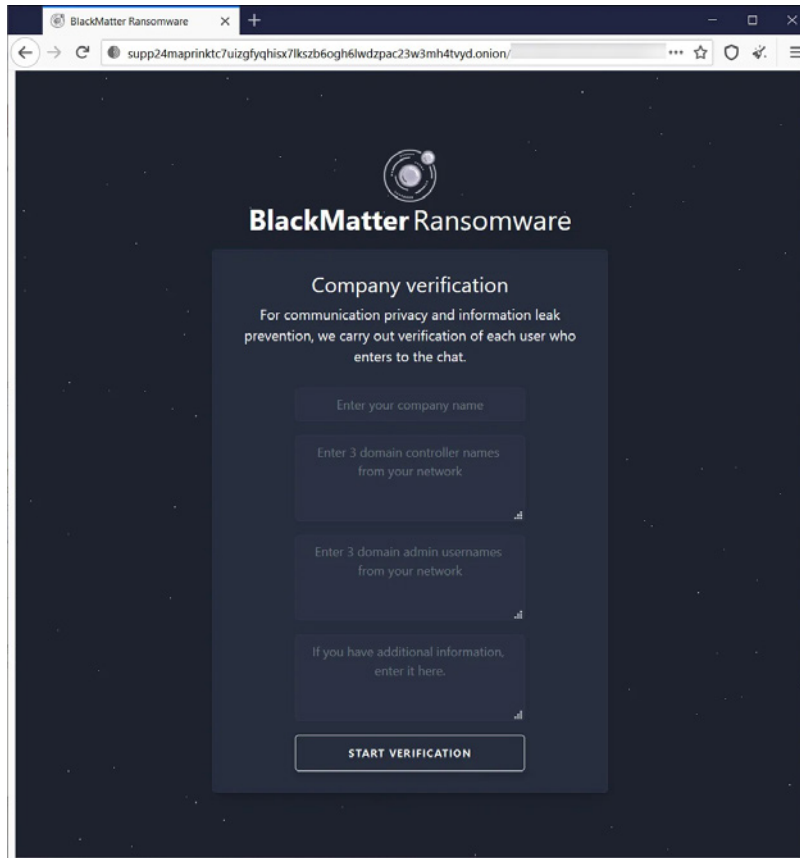 BlackMatter Ransomware
supp24maprinktc7uizgfyqhisx7lkszb6ogh6lwdzpac23w3mh4tvyd.onion/
BlackMatter Ransomware
Company verification
For communication privacy and information leak
prevention, we carry out verification of each user who
enters to the chat.
Enter your company name
Enter 3 domain controller names
from your network
Enter 3 domain admin usernames
from your network
If you have additional information,
enter it here.
START VERIFICATION